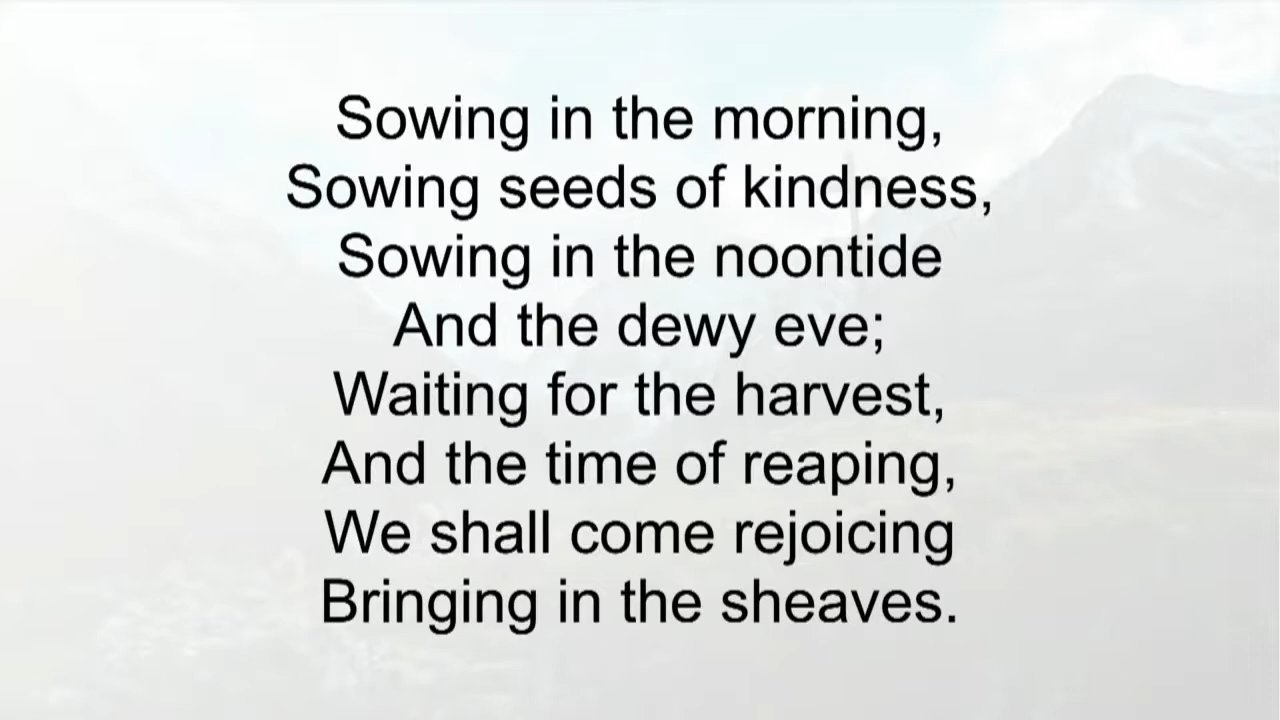 Sowing in the morning,
Sowing seeds of kindness,
Sowing in the noontide
And the dewy eve;
Waiting for the harvest,
And the time of reaping,
We shall come rejoicing
Bringing in the sheaves.